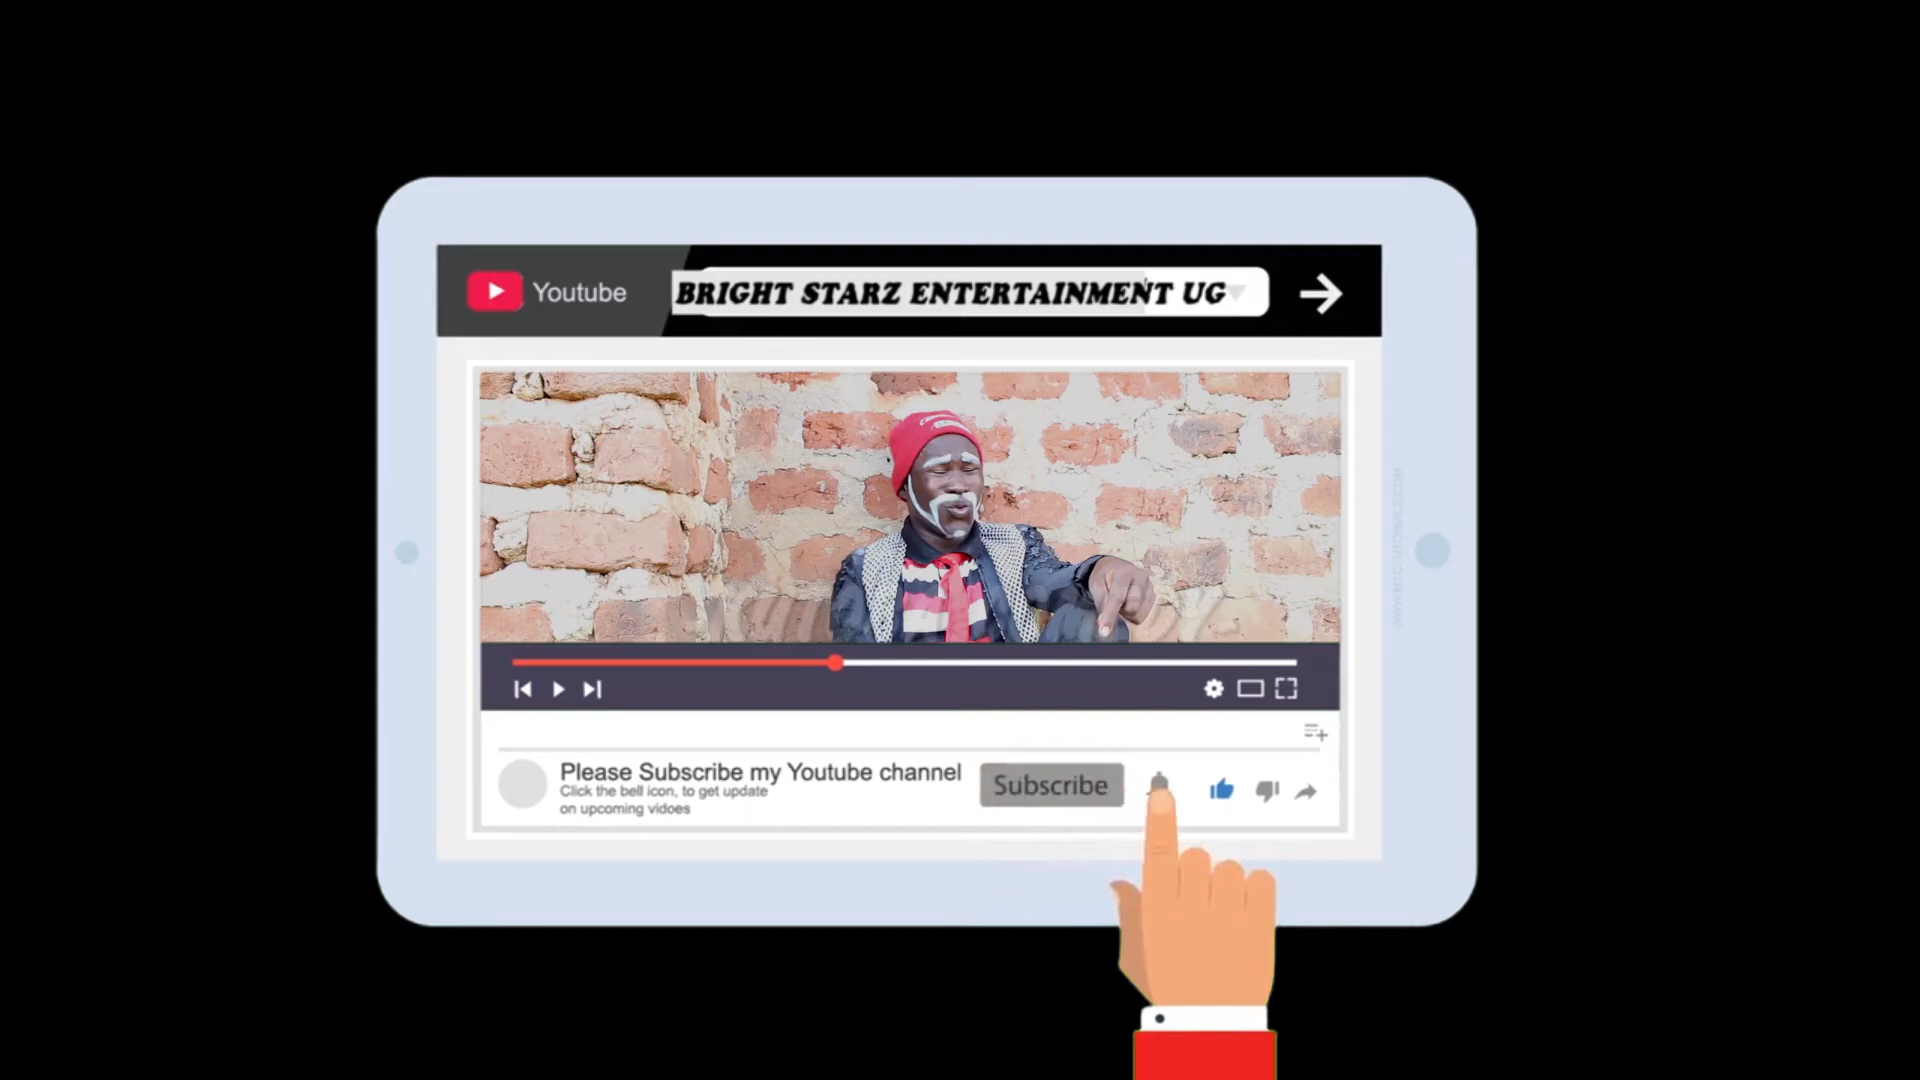 Youtube
BRIGHT STARZ ENTERTAINMENT UG
Please Subscribe my Youtube channel
Click the bell icon, to get update
on upcoming vidoes
Subscribe